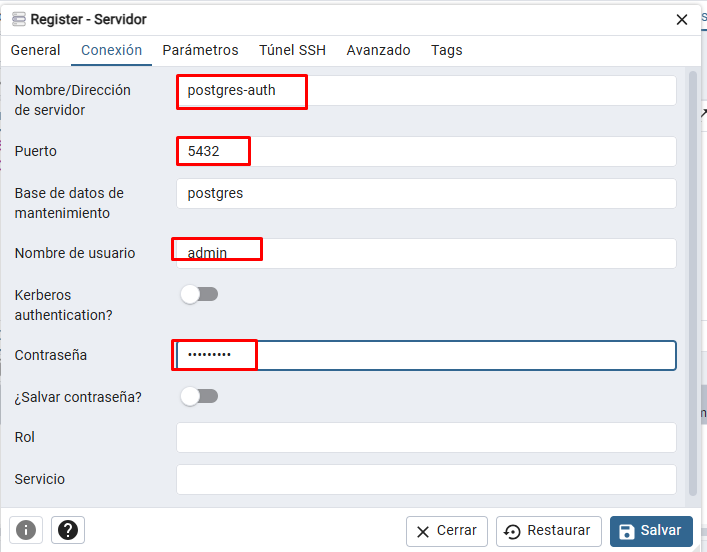 Register - Servidor
General Conexión Parámetros Túnel SSH Avanzado Tags
Nombre/Dirección
de servidor
postgres-auth
Puerto
5432
Base de datos de
mantenimiento
postgres
Nombre de usuario
admin
Kerberos
authentication?
Contraseña
•••••••••
¿Salvar contraseña?
Rol
Servicio
Cerrar Restaurar Salvar